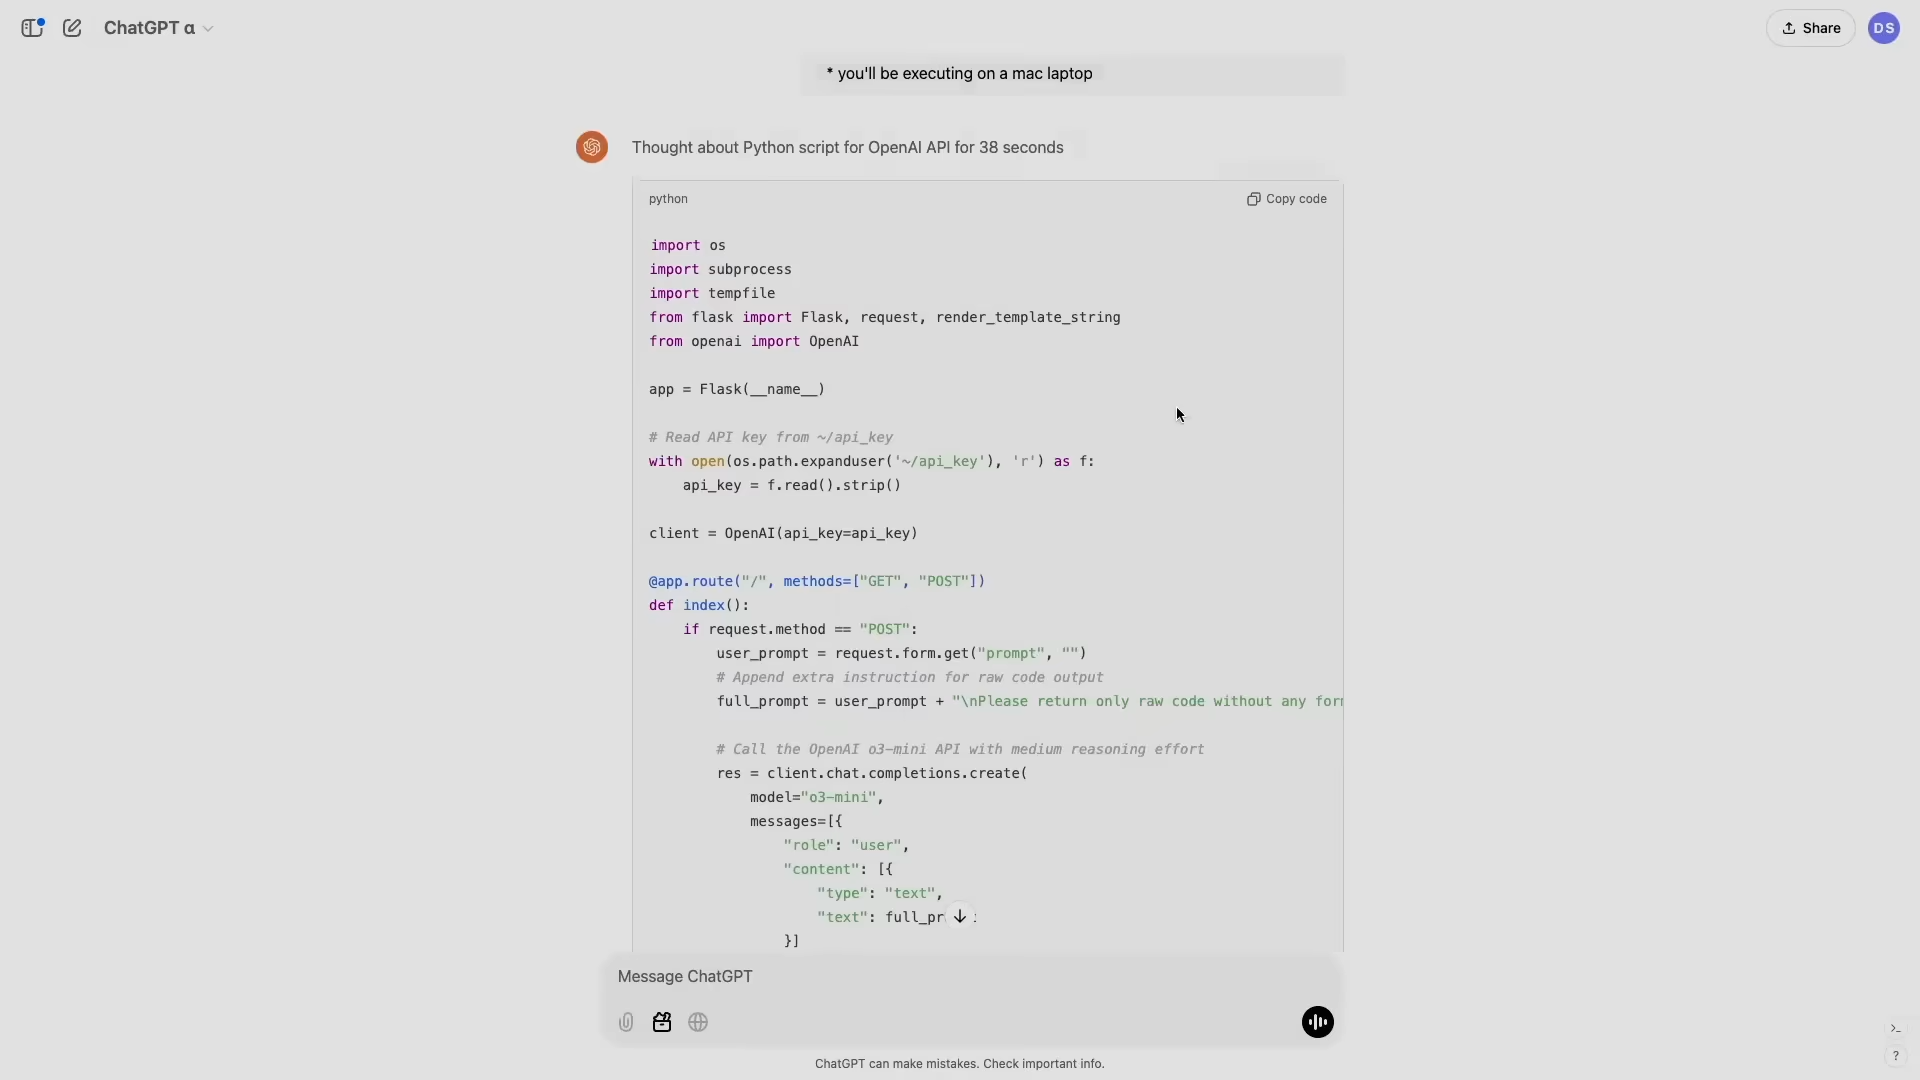 ChatGPT α
Share
DS
* you'll be executing on a mac laptop
Thought about Python script for OpenAI API for 38 seconds
python
Copy code
import os
import subprocess
import tempfile
from flask import Flask, request, render_template_string
from openai import OpenAI
app = Flask(__name__)
# Read API key from ~/api_key
with open(os.path.expanduser('~/api_key'), 'r') as f:
    api_key = f.read().strip()
client = OpenAI(api_key=api_key)
@app.route("/", methods=["GET", "POST"])
def index():
    if request.method == "POST":
        user_prompt = request.form.get("prompt", "")
        # Append extra instruction for raw code output
        full_prompt = user_prompt + "\nPlease return only raw code without any
        # Call the OpenAI o3-mini API with medium reasoning effort
        res = client.chat.completions.create(
            model="o3-mini",
            messages=[{
                "role": "user",
                "content": [{
                    "type": "text",
                    "text":
                }]
Message ChatGPT
ChatGPT can make mistakes. Check important info.
?